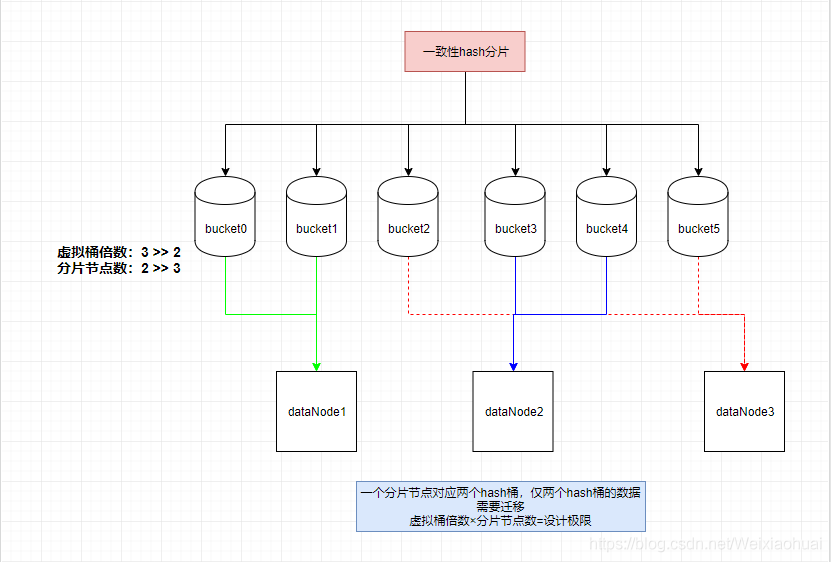 一致性hash分片
bucket0
bucket1
bucket2
bucket3
bucket4
bucket5
虚拟桶倍数：3 >> 2
分片节点数：2 >> 3
dataNode1
dataNode2
dataNode3
一个分片节点对应两个hash桶，仅两个hash桶的数据
需要迁移
虚拟桶倍数×分片节点数=设计极限
https://blog.csdn.net/Weixiaohuai